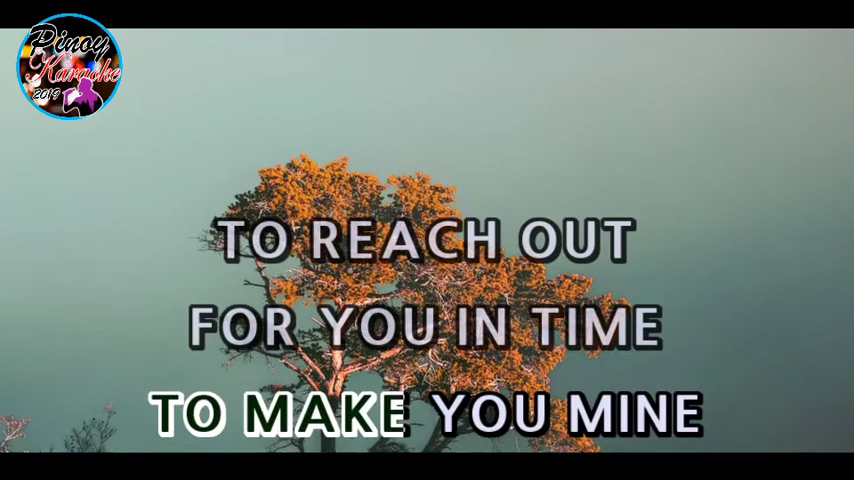 Pinoy
Karaoke
2019
TO REACH OUT
FOR YOU IN TIME
TO MAKE YOU MINE